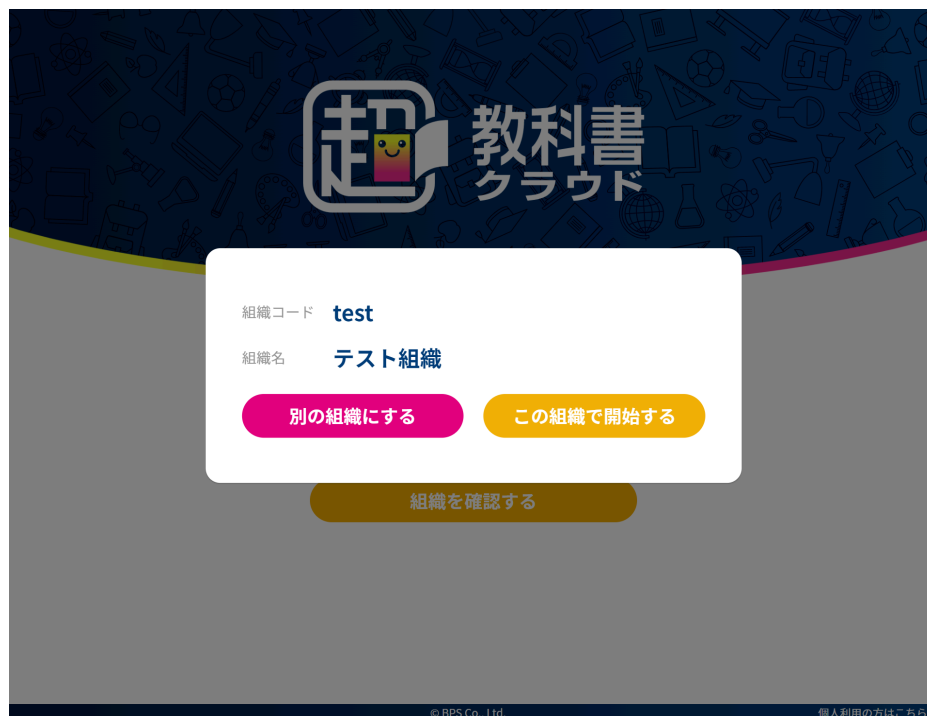 超
教科書
クラウド
組織コード test
組織名 テスト組織
別の組織にする この組織で開始する
組織を確認する
© BPS Co., Ltd. 個人利用の方はこちら